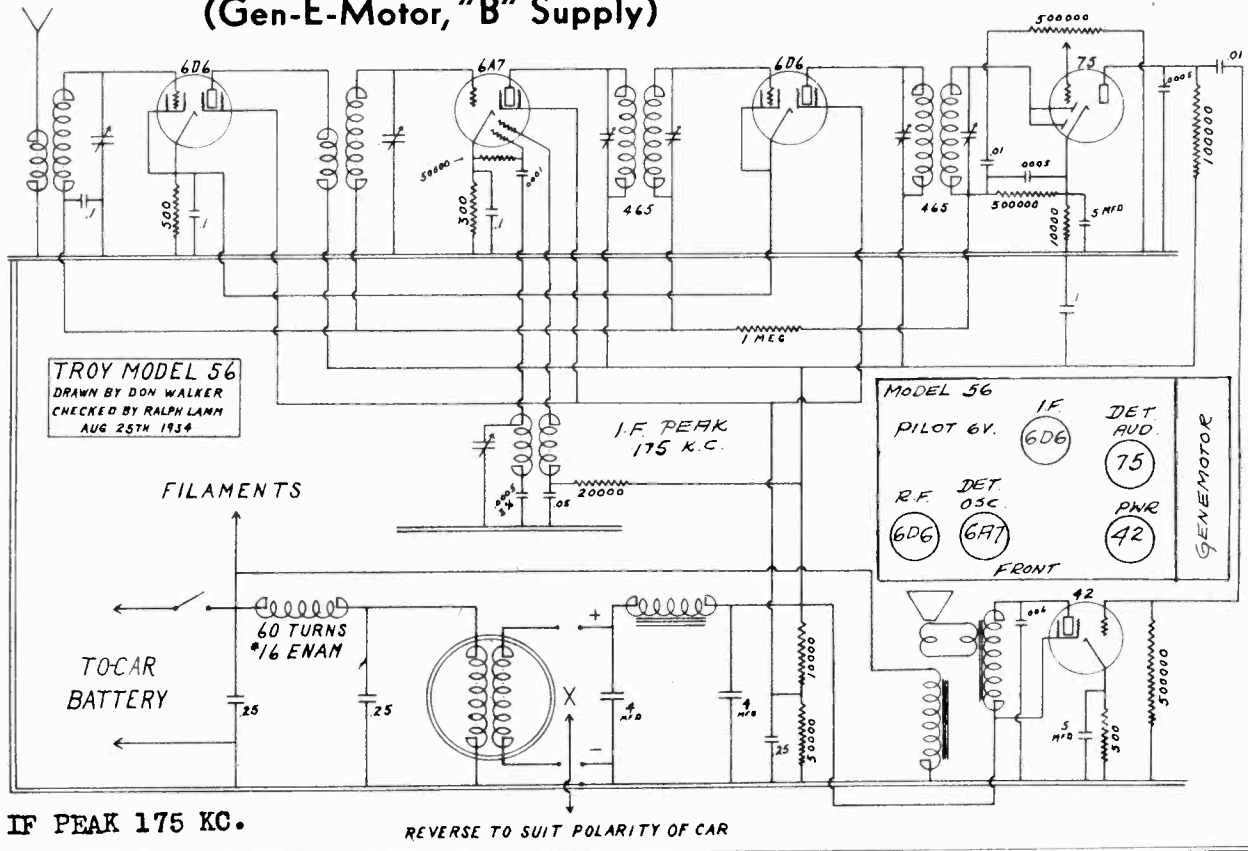 (Gen-E-Motor, "B" Supply)
500000
6D6
6A7
6D6
75
.01
.0005
100000
.01
.0005
50000
.0001
.1
500
.1
300
.1
465
465
500000
10000
5 MFD
.1
1 MEG
TROY MODEL 56
DRAWN BY DON WALKER
CHECKED BY RALPH LAMM
AUG 25TH 1934
I.F. PEAK
175 K.C.
MODEL 56
PILOT 6V.
I.F.
6D6
DET.
AUD.
75
R.F.
6D6
DET.
OSC.
6A7
PWR
42
FRONT
GENEMOTOR
20000
.0005
.05
FILAMENTS
60 TURNS
#16 ENAM
TO CAR
BATTERY
.25
.25
+
X
−
4
MFD
4
MFD
10000
50000
.25
42
.006
5
MFD
500
500000
IF PEAK 175 KC.
REVERSE TO SUIT POLARITY OF CAR